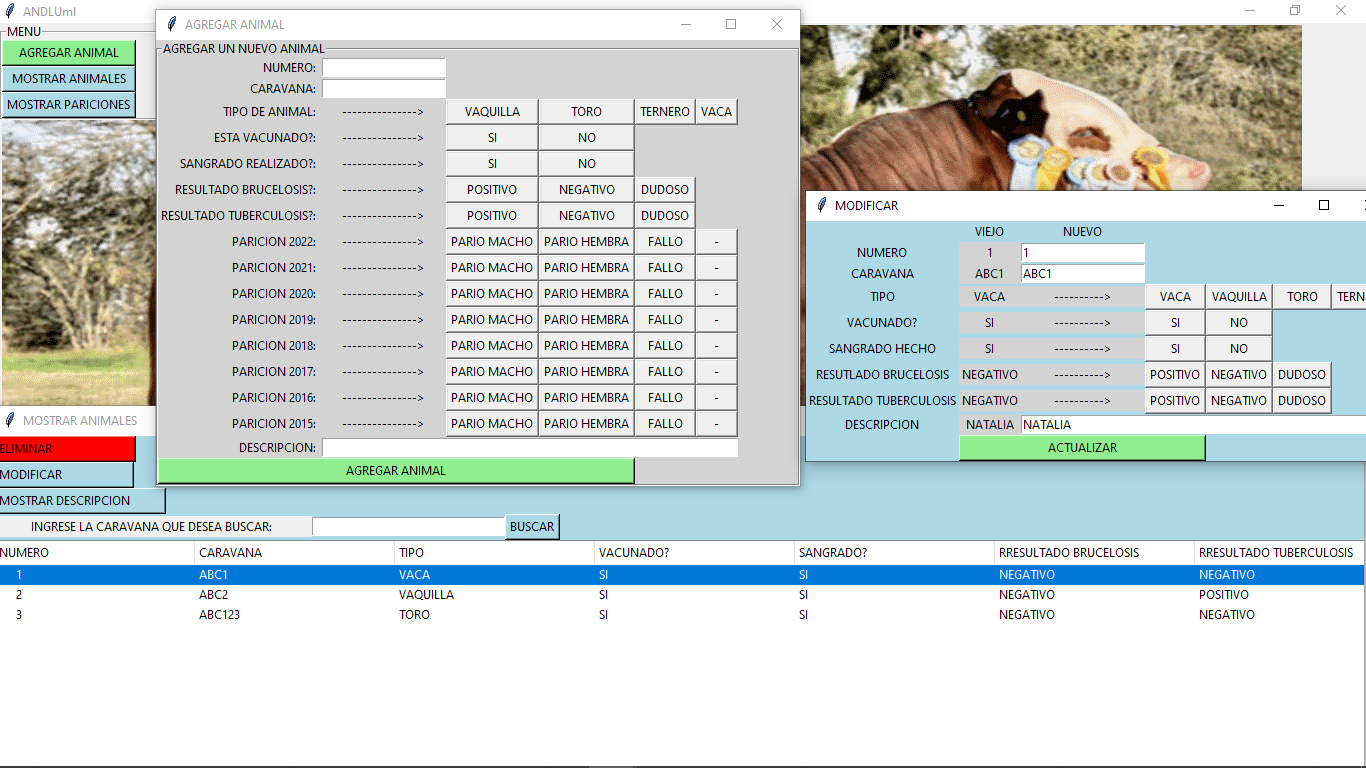 ANDLUml
MENU
AGREGAR ANIMAL
MOSTRAR ANIMALES
MOSTRAR PARICIONES
AGREGAR ANIMAL
AGREGAR UN NUEVO ANIMAL
NUMERO:
CARAVANA:
TIPO DE ANIMAL: --------------> VAQUILLA TORO TERNERO VACA
ESTA VACUNADO?: --------------> SI NO
SANGRADO REALIZADO?: --------------> SI NO
RESULTADO BRUCELOSIS?: --------------> POSITIVO NEGATIVO DUDOSO
RESULTADO TUBERCULOSIS?: --------------> POSITIVO NEGATIVO DUDOSO
PARICION 2022: --------------> PARIO MACHO PARIO HEMBRA FALLO -
PARICION 2021: --------------> PARIO MACHO PARIO HEMBRA FALLO -
PARICION 2020: --------------> PARIO MACHO PARIO HEMBRA FALLO -
PARICION 2019: --------------> PARIO MACHO PARIO HEMBRA FALLO -
PARICION 2018: --------------> PARIO MACHO PARIO HEMBRA FALLO -
PARICION 2017: --------------> PARIO MACHO PARIO HEMBRA FALLO -
PARICION 2016: --------------> PARIO MACHO PARIO HEMBRA FALLO -
PARICION 2015: --------------> PARIO MACHO PARIO HEMBRA FALLO -
DESCRIPCION:
AGREGAR ANIMAL
MODIFICAR
VIEJO NUEVO
NUMERO 1 1
CARAVANA ABC1 ABC1
TIPO VACA ----------> VACA VAQUILLA TORO TERN
VACUNADO? SI ----------> SI NO
SANGRADO HECHO SI ----------> SI NO
RESUTLADO BRUCELOSIS NEGATIVO ----------> POSITIVO NEGATIVO DUDOSO
RESULTADO TUBERCULOSIS NEGATIVO ----------> POSITIVO NEGATIVO DUDOSO
DESCRIPCION NATALIA NATALIA
ACTUALIZAR
MOSTRAR ANIMALES
ELIMINAR
MODIFICAR
MOSTRAR DESCRIPCION
INGRESE LA CARAVANA QUE DESEA BUSCAR: BUSCAR
NUMERO CARAVANA TIPO VACUNADO? SANGRADO? RRESULTADO BRUCELOSIS RRESULTADO TUBERCULOSIS
1 ABC1 VACA SI SI NEGATIVO NEGATIVO
2 ABC2 VAQUILLA SI SI NEGATIVO POSITIVO
3 ABC123 TORO SI SI NEGATIVO NEGATIVO